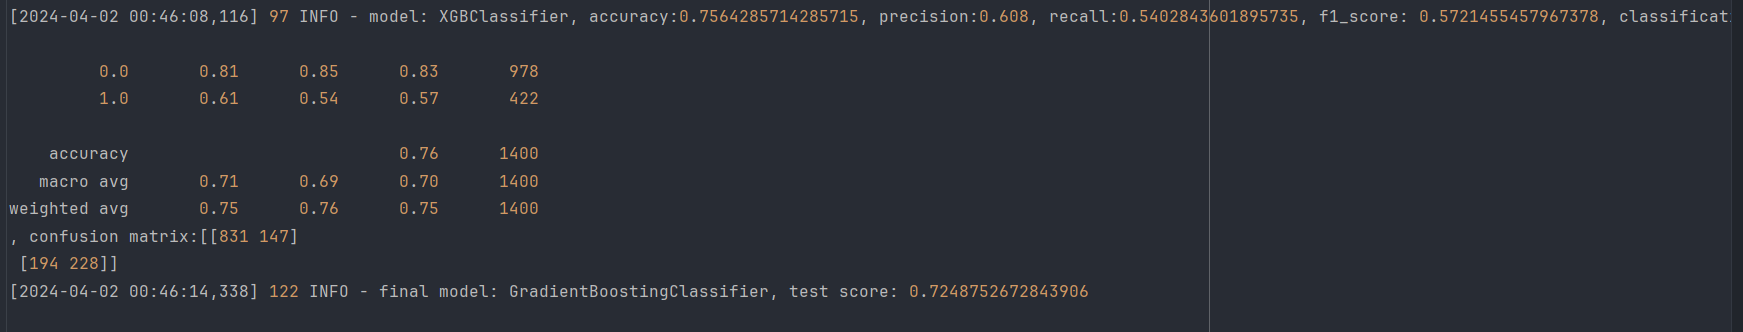 [2024-04-02 00:46:08,116] 97 INFO - model: XGBClassifier, accuracy:0.7564285714285715, precision:0.608, recall:0.5402843601895735, f1_score: 0.5721455457967378, classificat
0.0 0.81 0.85 0.83 978
1.0 0.61 0.54 0.57 422
accuracy 0.76 1400
macro avg 0.71 0.69 0.70 1400
weighted avg 0.75 0.76 0.75 1400
, confusion matrix:[[831 147]
[194 228]]
[2024-04-02 00:46:14,338] 122 INFO - final model: GradientBoostingClassifier, test score: 0.7248752672843906